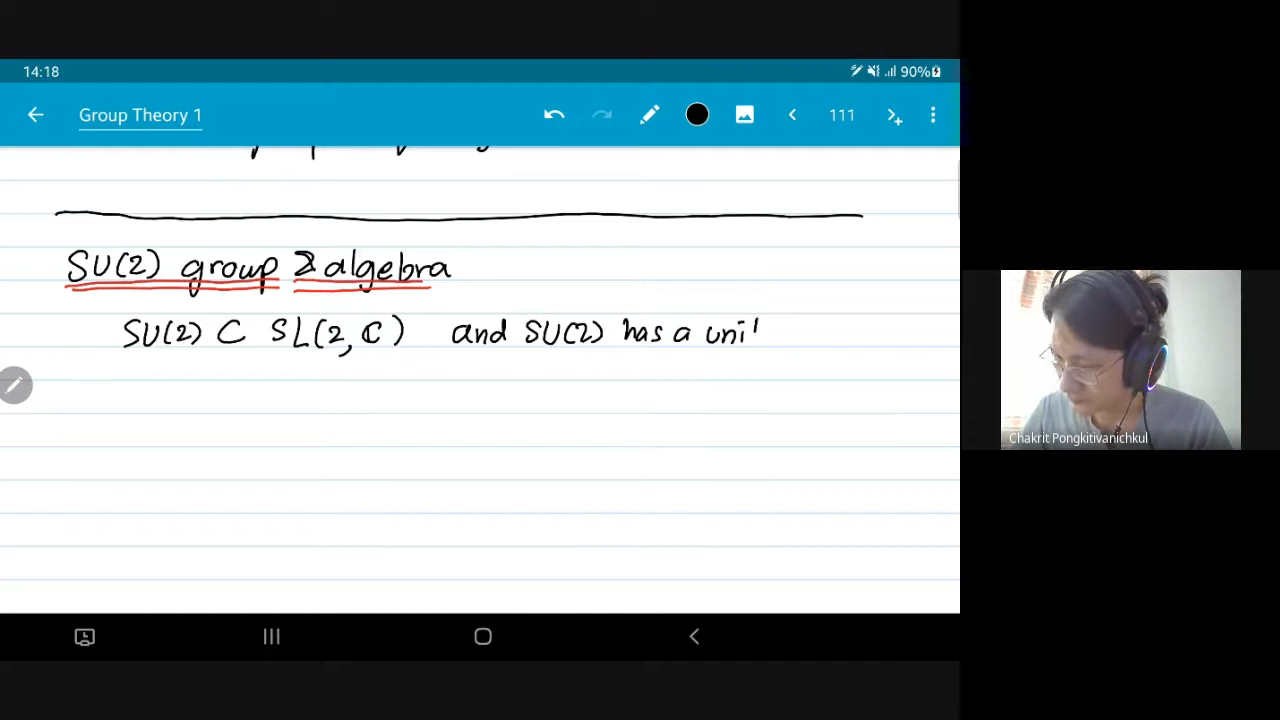 14:18
90%
Group Theory 1
111
SU(2) group & algebra
SU(2) ⊂ SL(2, ℂ) and SU(2) has a uni
Chakrit Pongkitivanichkul